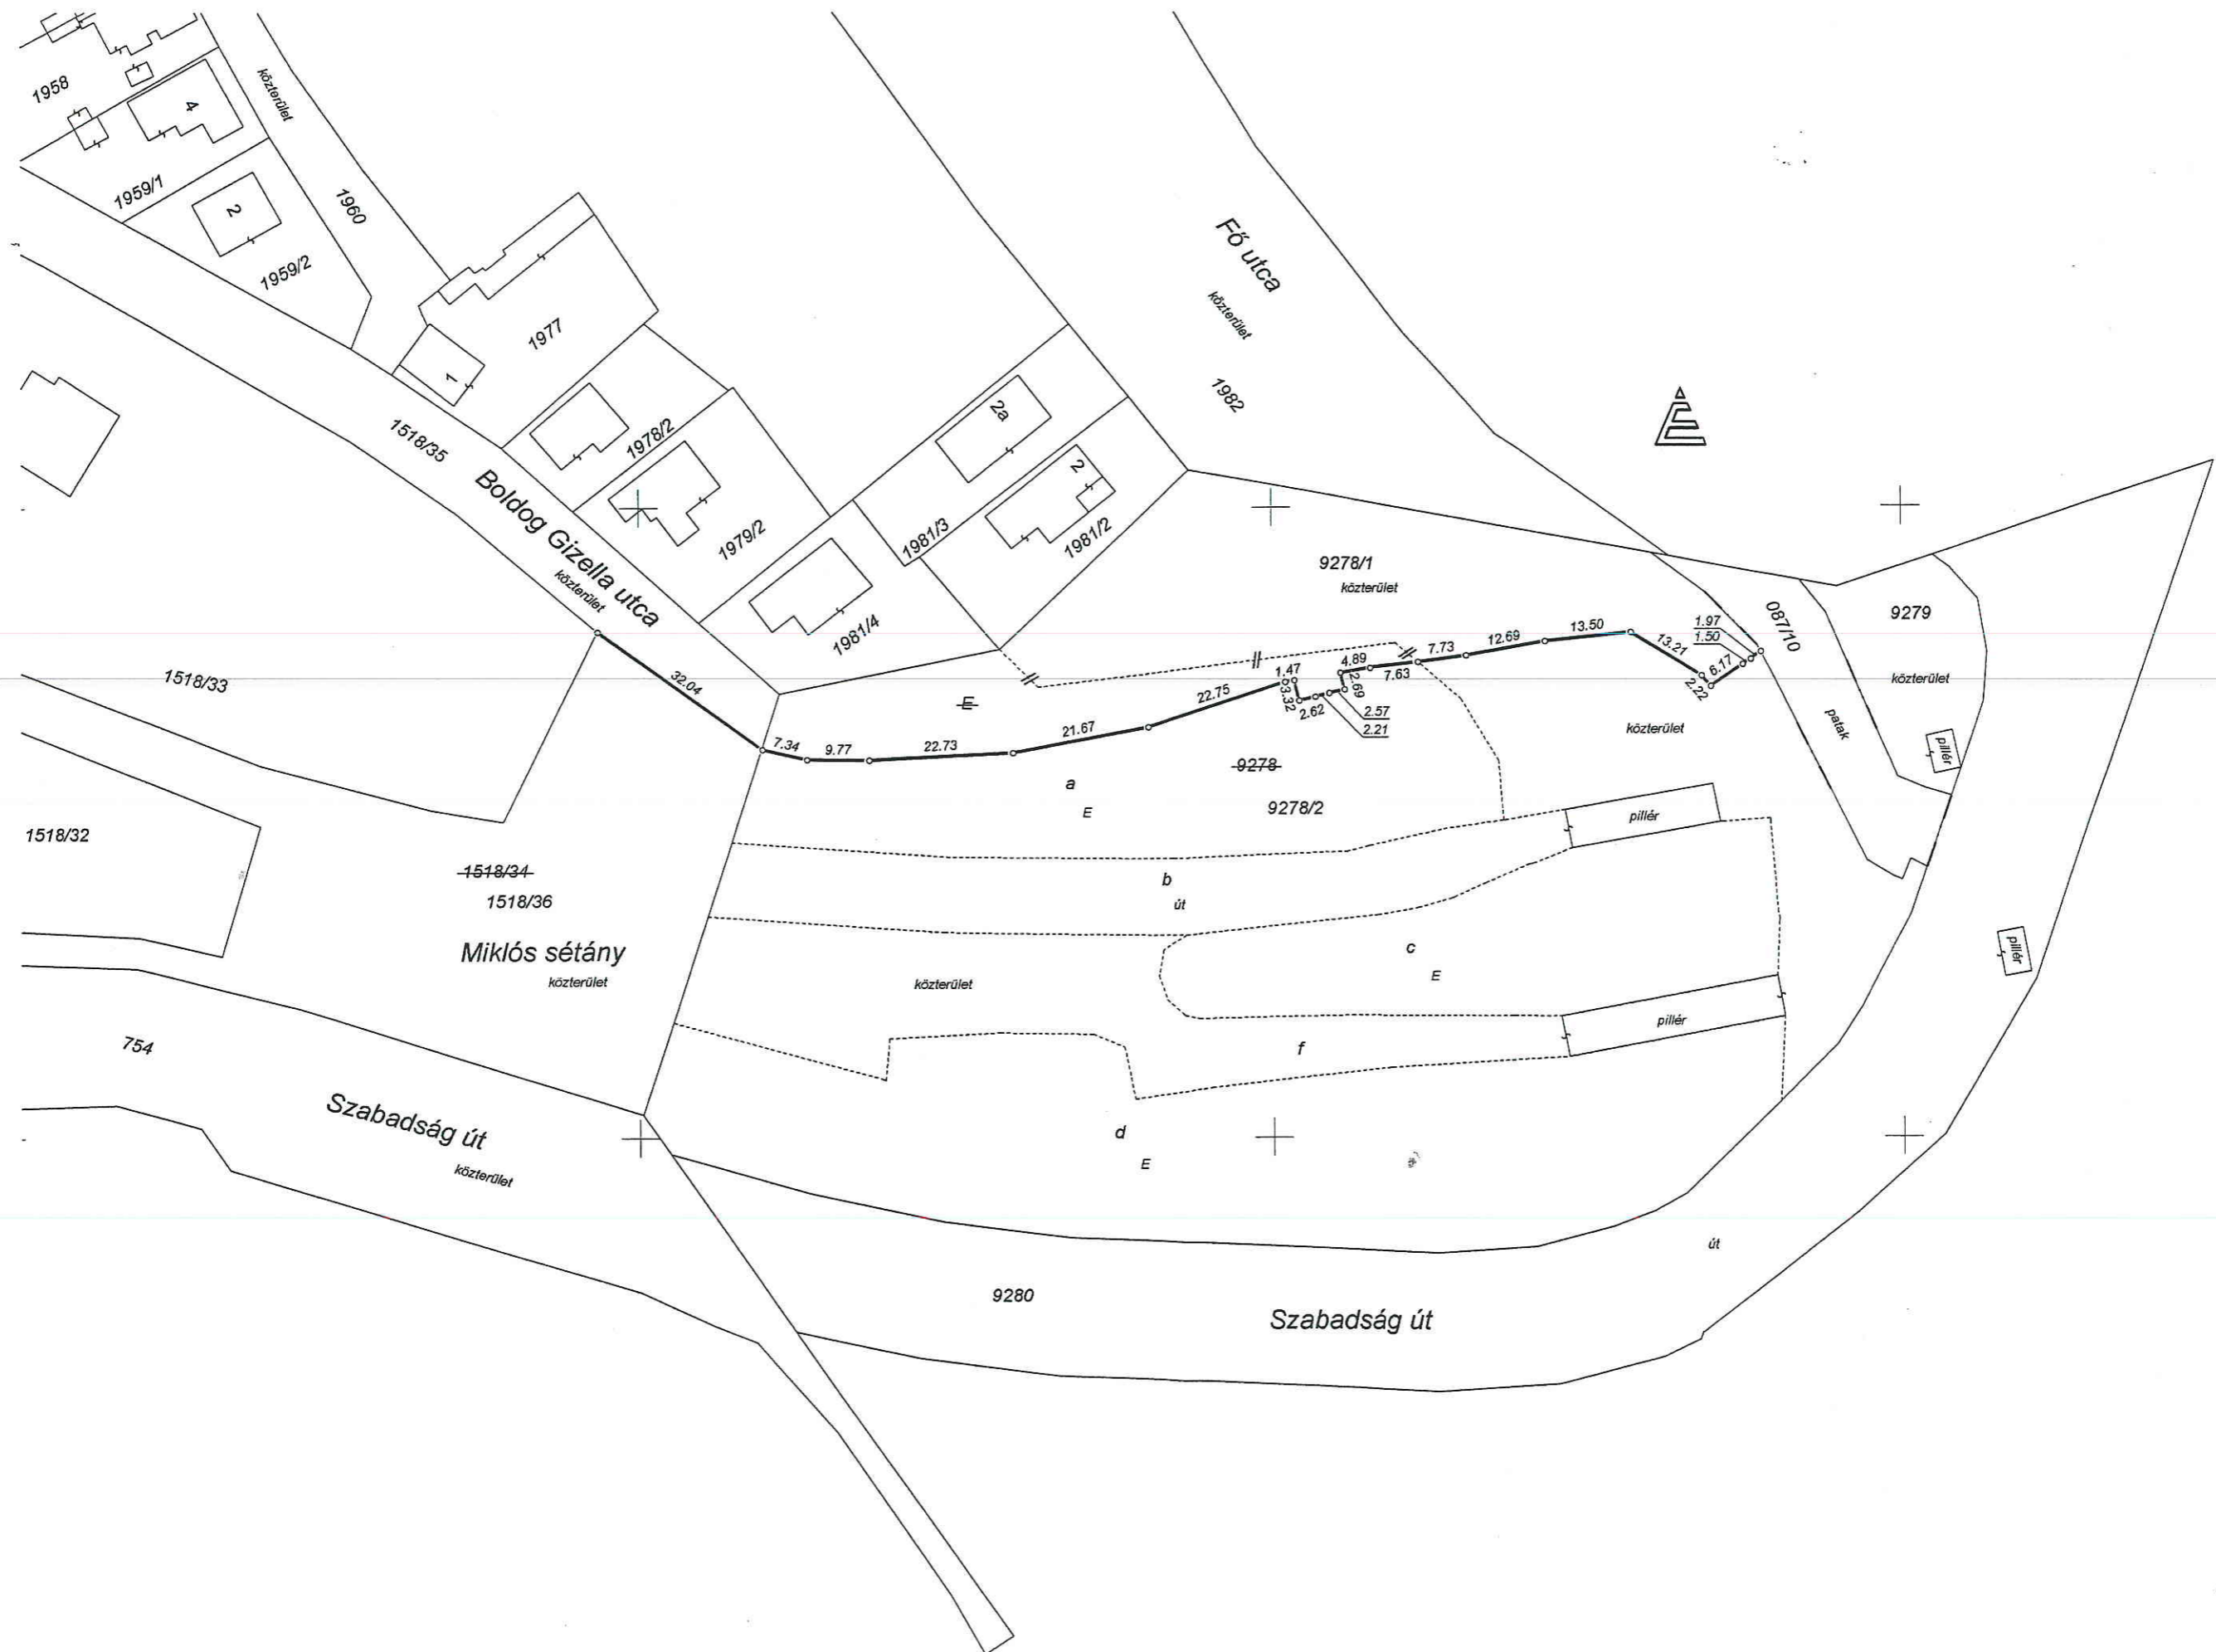 1958
4
közterület
1959/1
2
1960
1959/2
1977
1
1518/35
1978/2
Boldog Gizella utca
közterület
1979/2
2a
1981/3
2
1981/2
1981/4
Fő utca
közterület
1982
9278/1
közterület
087/10
9279
közterület
patak
pillér
1518/33
32.04
7.34
9.77
22.73
21.67
22.75
1.47
3.32
2.62
2.21
2.57
2.69
4.89
7.63
7.73
12.69
13.50
13.21
2.22
6.17
1.50
1.97
E
közterület
9278
a
E
9278/2
pillér
1518/32
1518/34
1518/36
Miklós sétány
közterület
b
út
c
E
közterület
pillér
pillér
f
754
Szabadság út
közterület
d
E
út
9280
Szabadság út